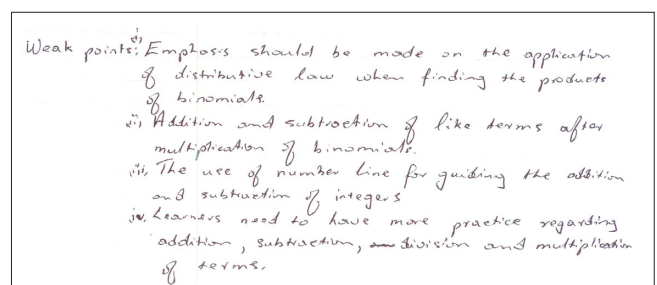 Weak points: i) Emphasis should be made on the application
of distributive law when finding the products
of binomials.
ii, Addition and subtraction of like terms after
multiplication of binomials.
iii, The use of number line for guiding the addition
and subtraction of integers
iv. Learners need to have more practice regarding
addition, subtraction, division and multiplication
of terms.